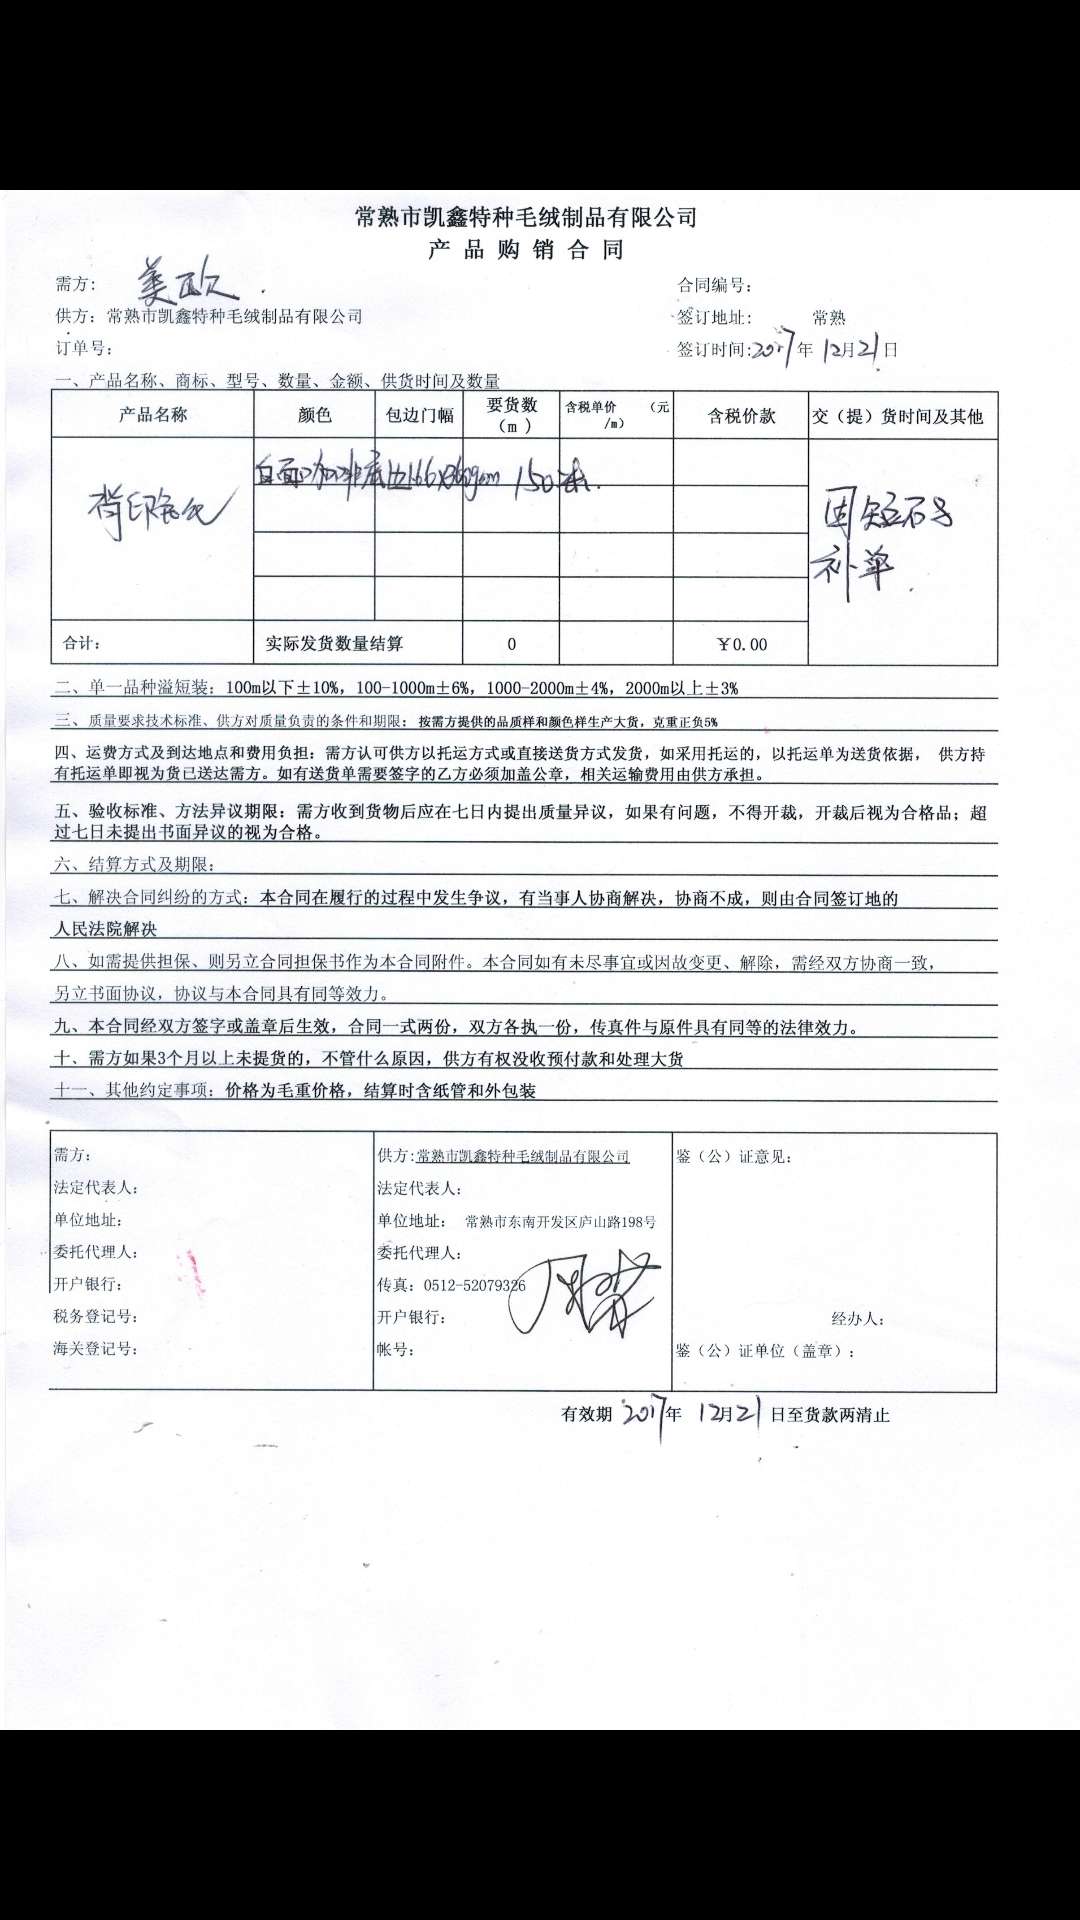 常熟市凯鑫特种毛绒制品有限公司
产品购销合同
需方: 美欧
合同编号:
供方: 常熟市凯鑫特种毛绒制品有限公司
签订地址: 常熟
订单号:
签订时间:2017年12月21日
一、产品名称、商标、型号、数量、金额、供货时间及数量
产品名称 颜色 包边门幅 要货数(m) 含税单价 (元/m) 含税价款 交(提)货时间及其他
白面咖啡底 166x360gsm 150米.
背印
因短
补单
合计: 实际发货数量结算 0 ¥0.00
二、单一品种溢短装: 100m以下±10%, 100-1000m±6%, 1000-2000m±4%, 2000m以上±3%
三、质量要求技术标准、供方对质量负责的条件和期限: 按需方提供的品质样和颜色样生产大货, 克重正负5%
四、运费方式及到达地点和费用负担: 需方认可供方以托运方式或直接送货方式发货, 如采用托运的, 以托运单为送货依据, 供方持
有托运单即视为货已送达需方。如有送货单需要签字的乙方必须加盖公章, 相关运输费用由供方承担。
五、验收标准、方法异议期限: 需方收到货物后应在七日内提出质量异议, 如果有问题, 不得开裁, 开裁后视为合格品; 超
过七日未提出书面异议的视为合格。
六、结算方式及期限:
七、解决合同纠纷的方式: 本合同在履行的过程中发生争议, 有当事人协商解决, 协商不成, 则由合同签订地的
人民法院解决
八、如需提供担保、则另立合同担保书作为本合同附件。本合同如有未尽事宜或因故变更、解除, 需经双方协商一致,
另立书面协议, 协议与本合同具有同等效力。
九、本合同经双方签字或盖章后生效, 合同一式两份, 双方各执一份, 传真件与原件具有同等的法律效力。
十、需方如果3个月以上未提货的, 不管什么原因, 供方有权没收预付款和处理大货
十一、其他约定事项: 价格为毛重价格, 结算时含纸管和外包装
需方:
法定代表人:
单位地址:
委托代理人:
开户银行:
税务登记号:
海关登记号:
供方:常熟市凯鑫特种毛绒制品有限公司
法定代表人:
单位地址: 常熟市东南开发区庐山路198号
委托代理人:
传真: 0512-52079326
开户银行:
帐号:
鉴(公)证意见:
经办人:
鉴(公)证单位(盖章):
有效期 2017年 12月21日至货款两清止